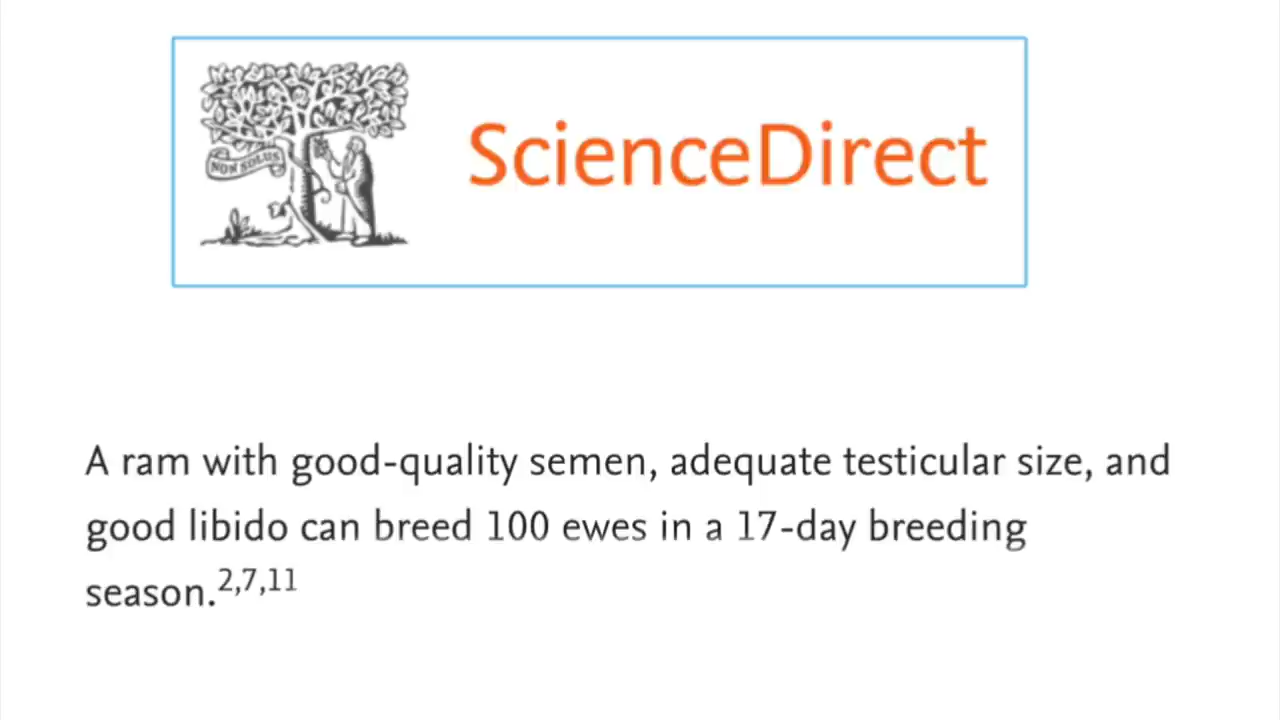 NON SOLUS
ScienceDirect
A ram with good-quality semen, adequate testicular size, and
good libido can breed 100 ewes in a 17-day breeding
season.2,7,11